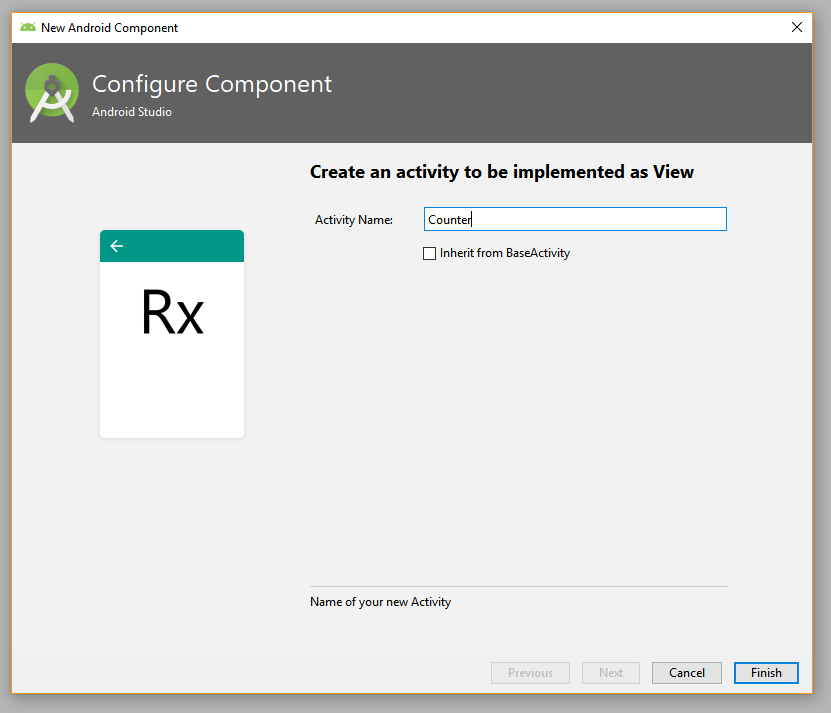 New Android Component
Configure Component
Android Studio
Create an activity to be implemented as View
Activity Name:
Counter
Inherit from BaseActivity
Rx
Name of your new Activity
Previous
Next
Cancel
Finish